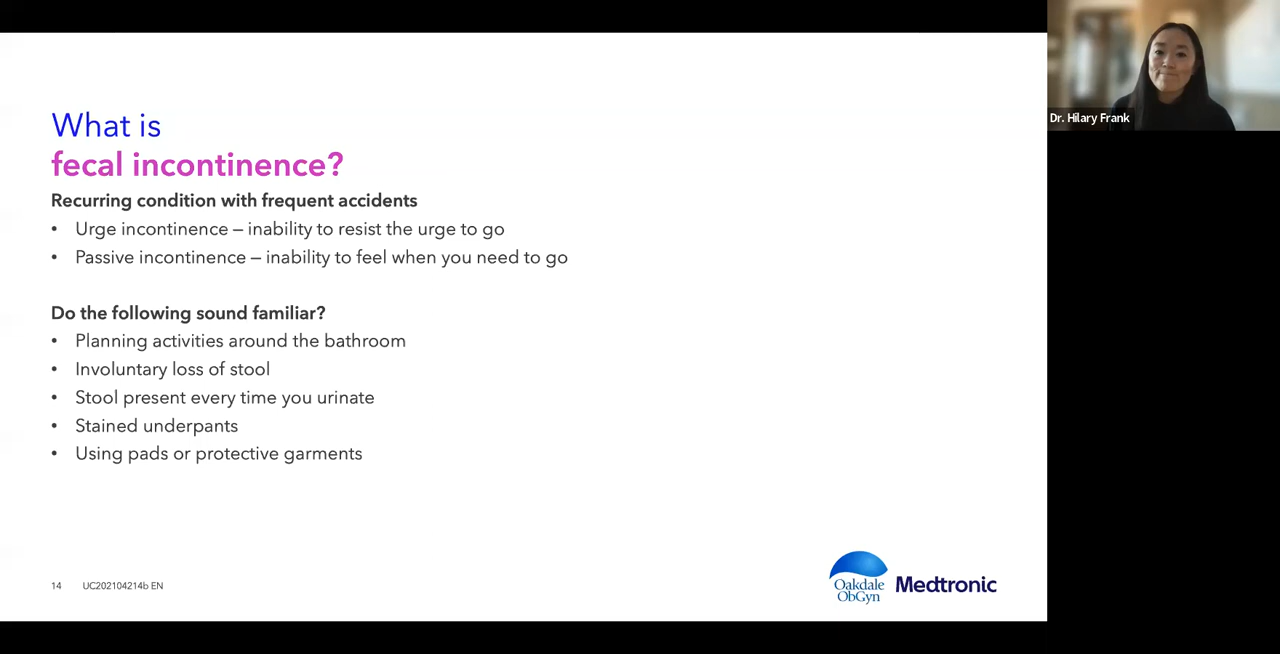 What is
fecal incontinence?
Recurring condition with frequent accidents
• Urge incontinence – inability to resist the urge to go
• Passive incontinence – inability to feel when you need to go
Do the following sound familiar?
• Planning activities around the bathroom
• Involuntary loss of stool
• Stool present every time you urinate
• Stained underpants
• Using pads or protective garments
14 UC202104214b EN
Oakdale
ObGyn
Medtronic
Dr. Hilary Frank